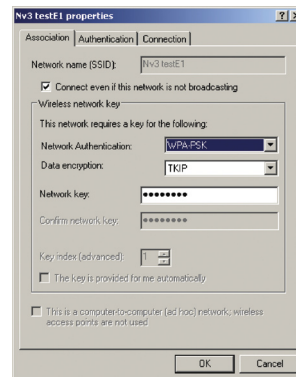 Nv3 testE1 properties
Association Authentication Connection
Network name (SSID): Nv3 testE1
Connect even if this network is not broadcasting
Wireless network key
This network requires a key for the following:
Network Authentication: WPA-PSK
Data encryption: TKIP
Network key: ••••••••
Confirm network key: ••••••••
Key index (advanced): 1
The key is provided for me automatically
This is a computer-to-computer (ad hoc) network; wireless
access points are not used
OK Cancel